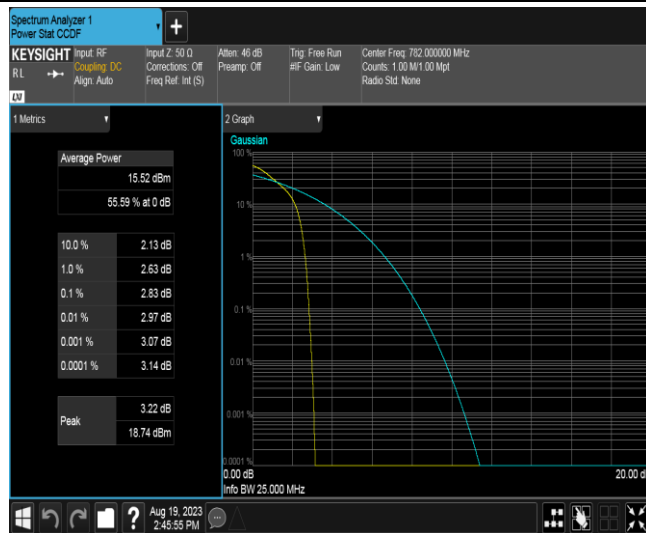 Spectrum Analyzer 1
Power Stat CCDF
KEYSIGHT
RL
Input: RF
Coupling: DC
Align: Auto
Input Z: 50 Ω
Corrections: Off
Freq Ref: Int (S)
Atten: 46 dB
Preamp: Off
Trig: Free Run
#IF Gain: Low
Center Freq: 782.000000 MHz
Counts: 1.00 M/1.00 Mpt
Radio Std: None
LXI
1 Metrics
Average Power
15.52 dBm
55.59 % at 0 dB
10.0 % 2.13 dB
1.0 % 2.63 dB
0.1 % 2.83 dB
0.01 % 2.97 dB
0.001 % 3.07 dB
0.0001 % 3.14 dB
Peak 3.22 dB
18.74 dBm
2 Graph
Gaussian
100 %
10 %
1 %
0.1 %
0.01 %
0.001 %
0.0001 %
0.00 dB 20.00 d
Info BW 25.000 MHz
?
Aug 19, 2023
2:45:55 PM